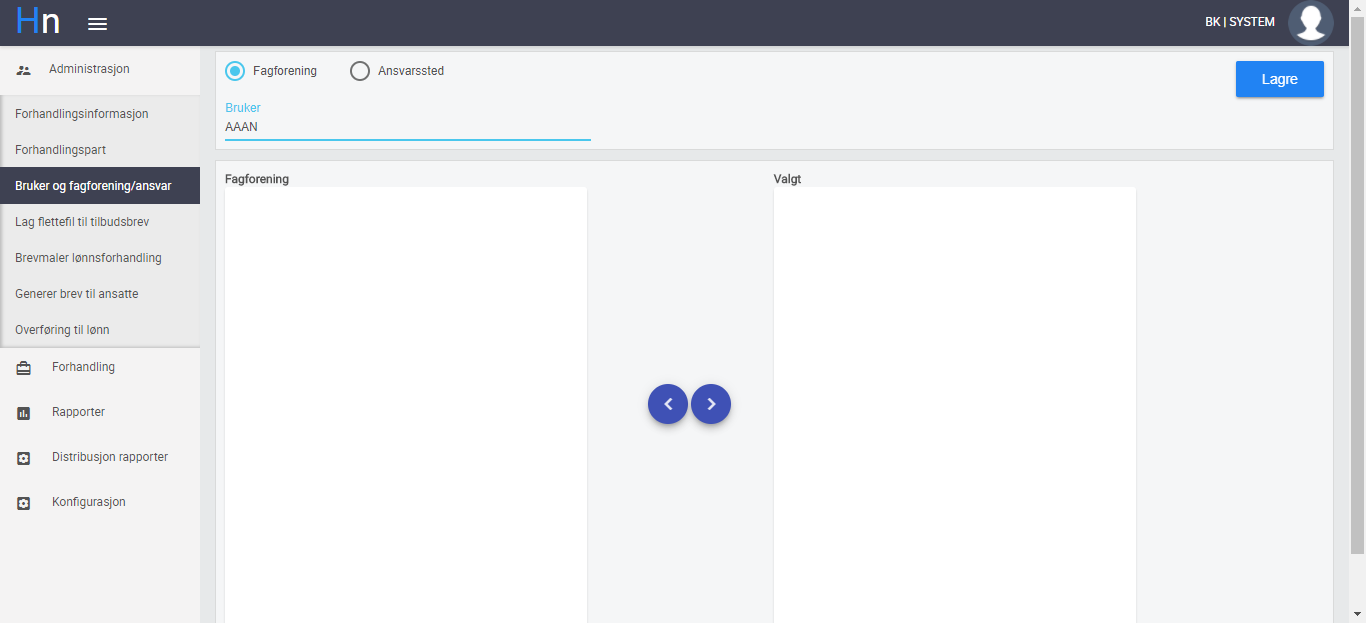 Hn
BK | SYSTEM
Administrasjon
Forhandlingsinformasjon
Forhandlingspart
Bruker og fagforening/ansvar
Lag flettefil til tilbudsbrev
Brevmaler lønnsforhandling
Generer brev til ansatte
Overføring til lønn
Forhandling
Rapporter
Distribusjon rapporter
Konfigurasjon
Fagforening Ansvarssted
Lagre
Bruker
AAAN
Fagforening Valgt